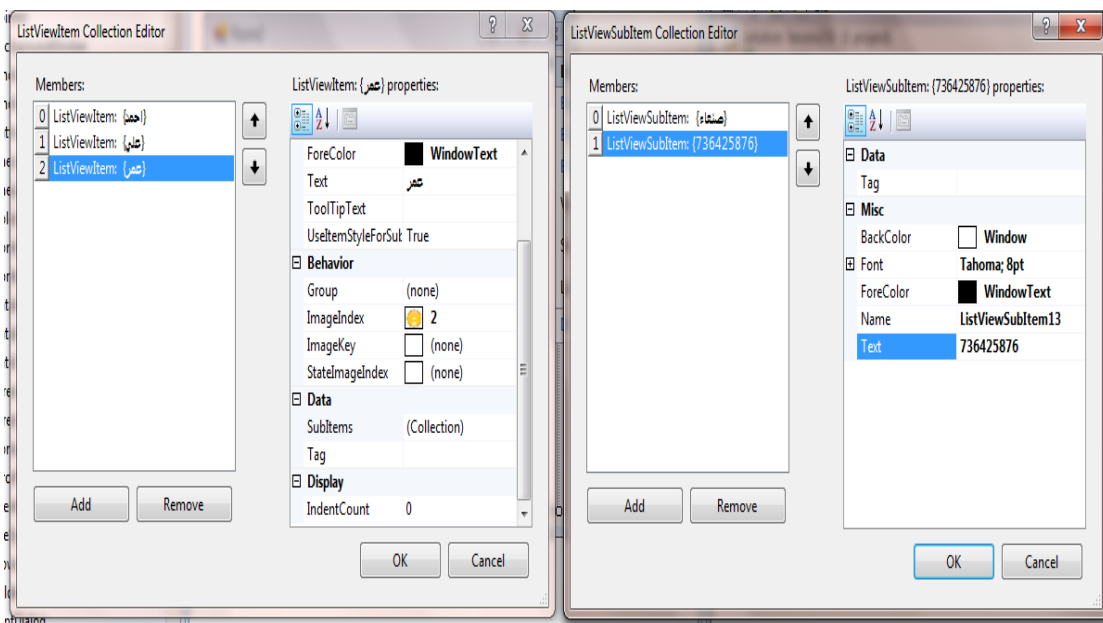 ListViewItem Collection Editor
Members:
0 ListViewItem: {احمد}
1 ListViewItem: {علي}
2 ListViewItem: {عمر}
Add Remove
ListViewItem: {عمر} properties:
ForeColor WindowText
Text عمر
ToolTipText
UseItemStyleForSub True
Behavior
Group (none)
ImageIndex 2
ImageKey (none)
StateImageIndex (none)
Data
SubItems (Collection)
Tag
Display
IndentCount 0
OK Cancel
ListViewSubItem Collection Editor
Members:
0 ListViewSubItem: {صنعاء}
1 ListViewSubItem: {736425876}
Add Remove
ListViewSubItem: {736425876} properties:
Data
Tag
Misc
BackColor Window
Font Tahoma; 8pt
ForeColor WindowText
Name ListViewSubItem13
Text 736425876
OK Cancel